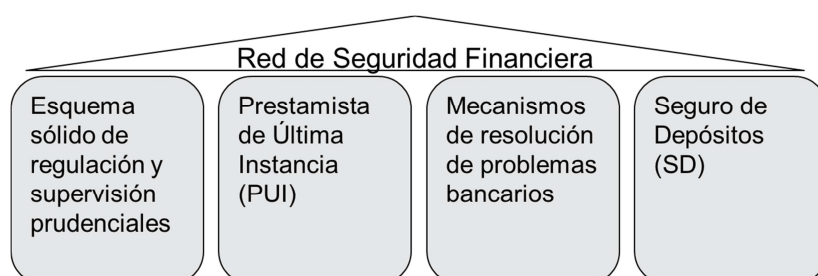 Red de Seguridad Financiera
Esquema
sólido de
regulación y
supervisión
prudenciales
Prestamista
de Última
Instancia
(PUI)
Mecanismos
de resolución
de problemas
bancarios
Seguro de
Depósitos
(SD)